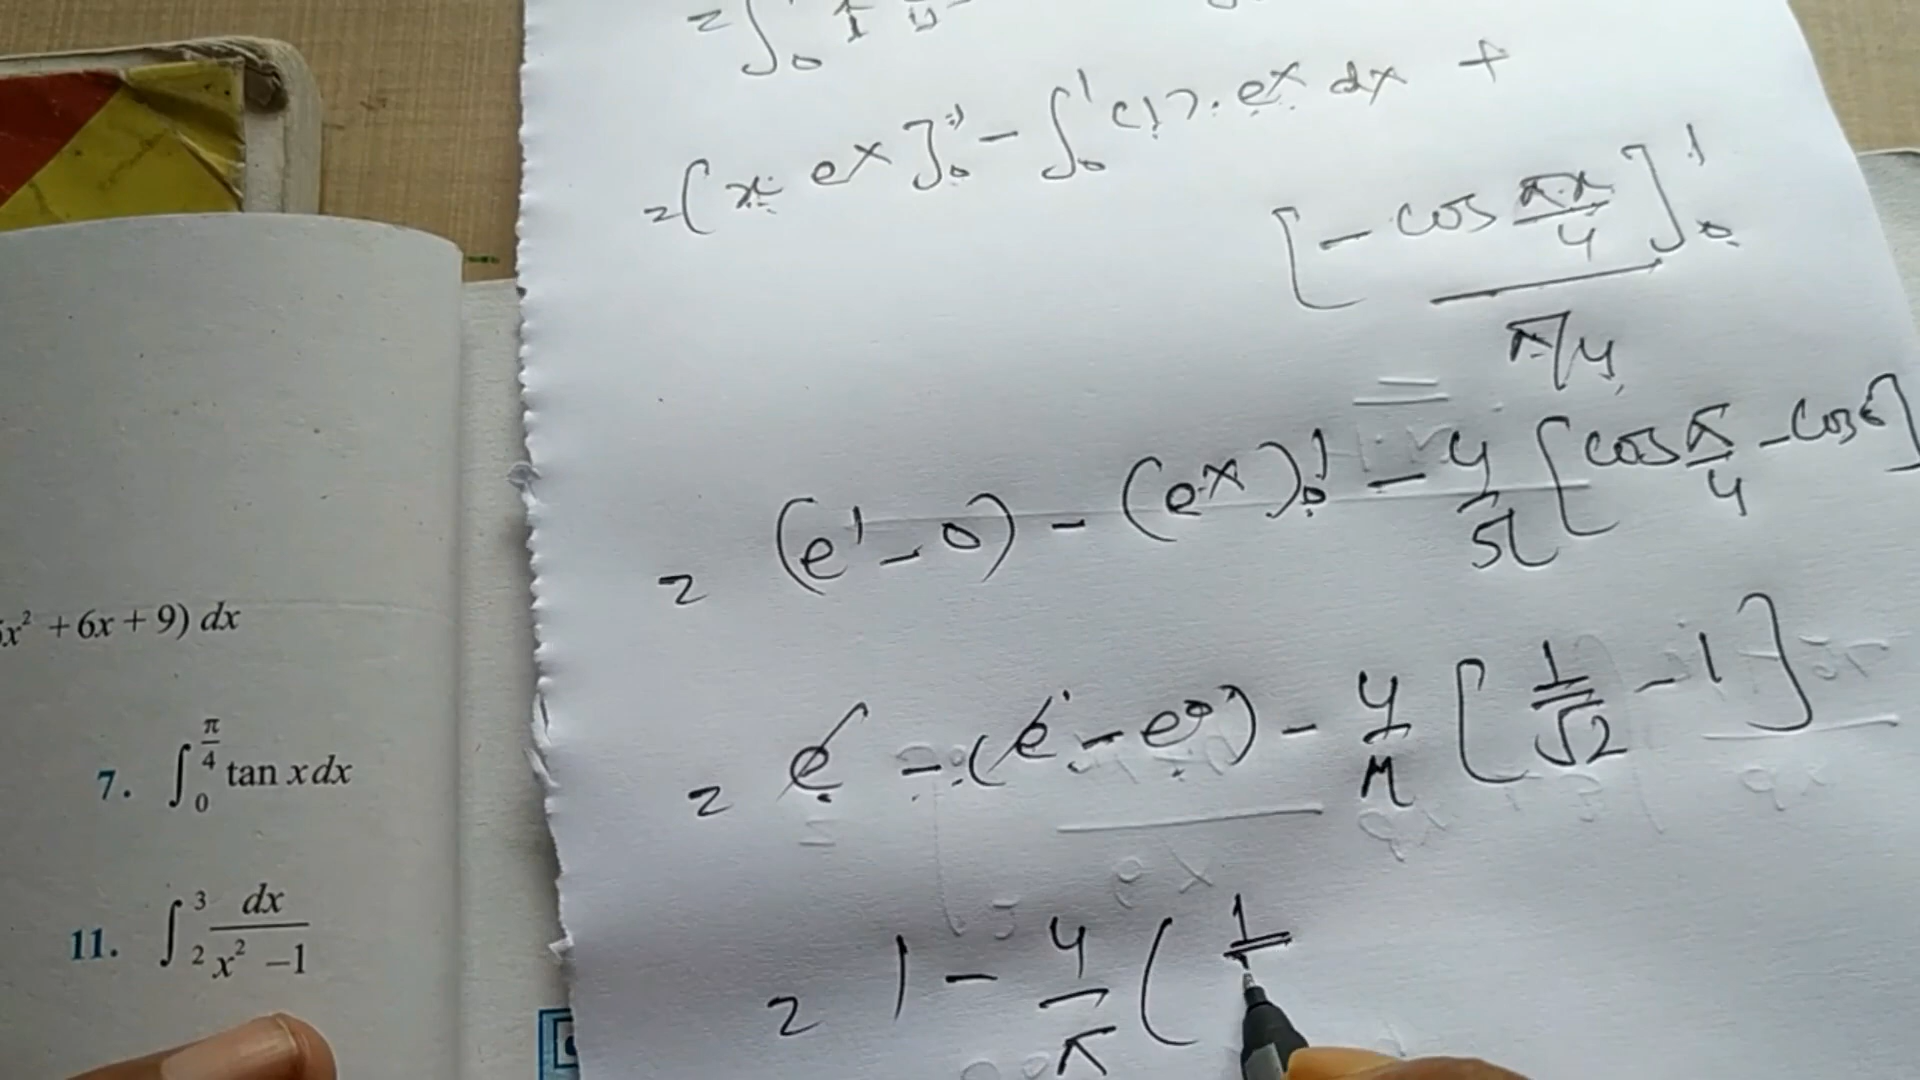 = ∫₀
= [x eˣ]₀¹ - ∫₀¹ (1).eˣ dx +
[-cos πx/4]₀¹
π/4
= (e¹ - 0) - (eˣ)₀¹ - 4/π [cos π/4 - cos 0]
= e - (e¹ - e⁰) - 4/π [1/√2 - 1]
= 1 - 4/π ( 1/
x² + 6x + 9) dx
7. ∫₀^(π/4) tan x dx
11. ∫₂³ dx/(x² - 1)